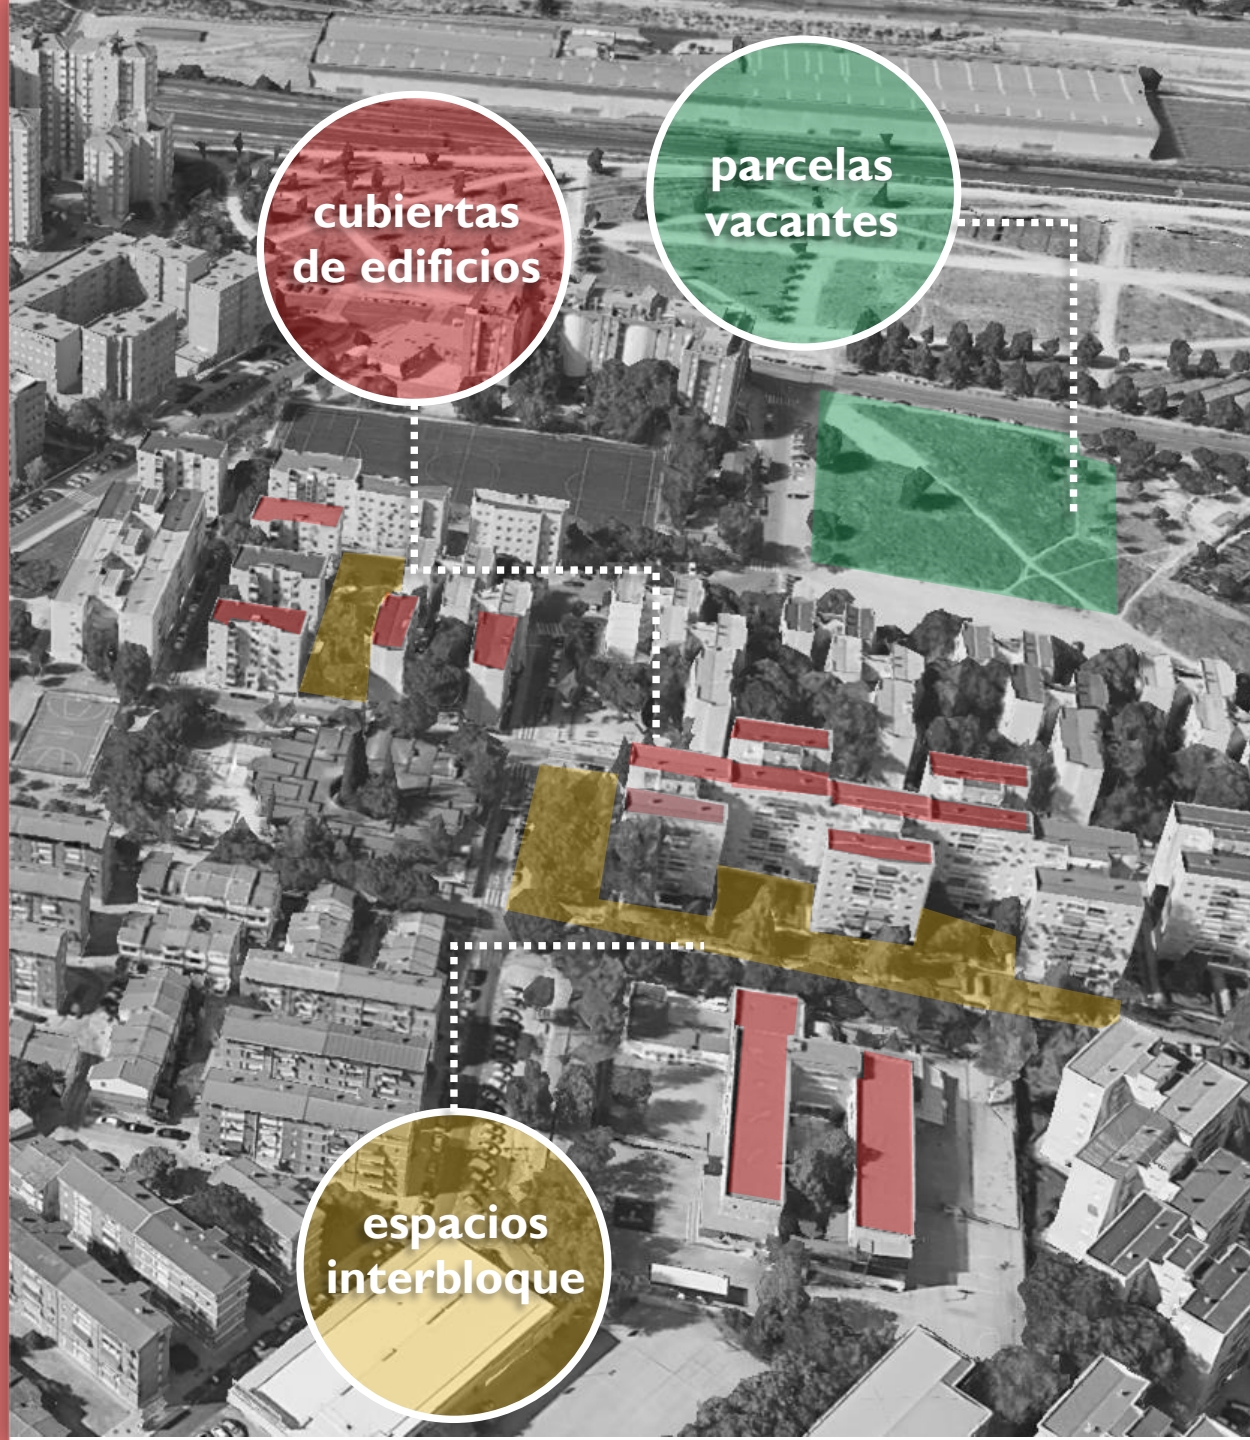 parcelas
vacantes
cubiertas
de edificios
espacios
interbloque